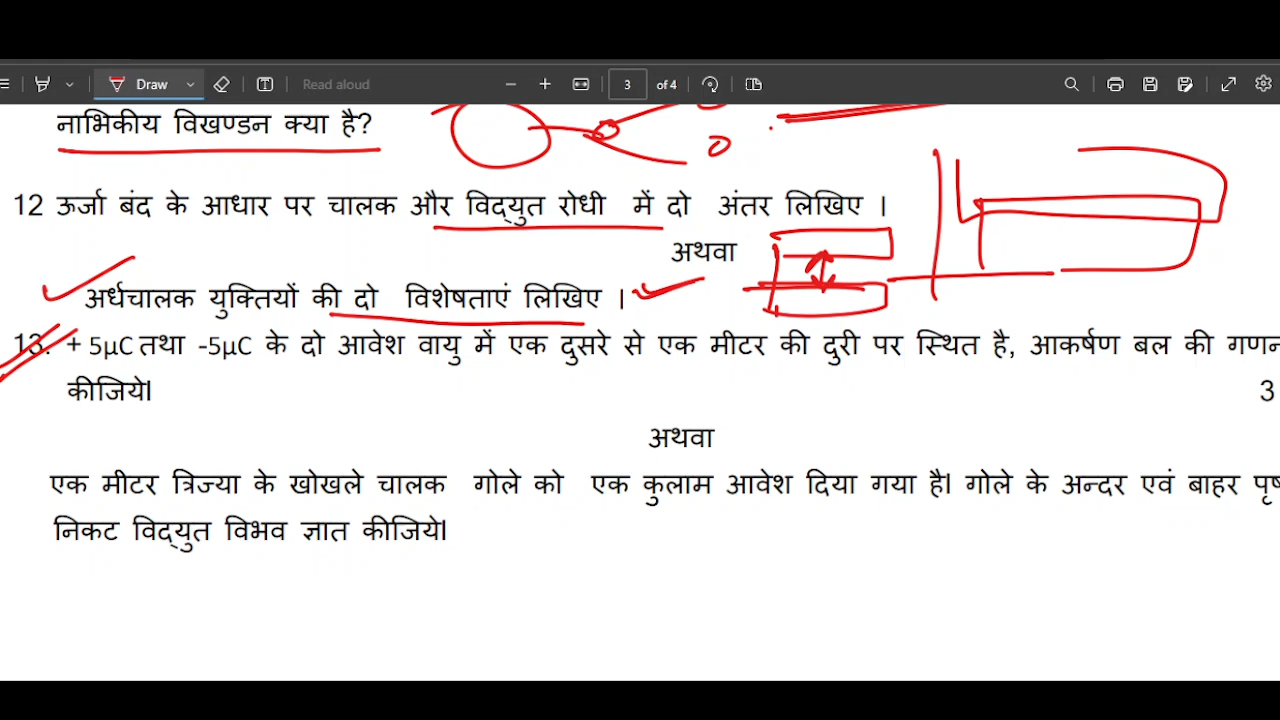 Draw
Read aloud
3 of 4
नाभिकीय विखण्डन क्या है?
12 ऊर्जा बंद के आधार पर चालक और विद्युत रोधी में दो अंतर लिखिए ।
अथवा
अर्धचालक युक्तियों की दो विशेषताएं लिखिए ।
13. + 5μC तथा -5μC के दो आवेश वायु में एक दुसरे से एक मीटर की दुरी पर स्थित है, आकर्षण बल की
कीजिये।
3
अथवा
एक मीटर त्रिज्या के खोखले चालक गोले को एक कुलाम आवेश दिया गया है। गोले के अन्दर एवं बाहर
निकट विद्युत विभव ज्ञात कीजिये।